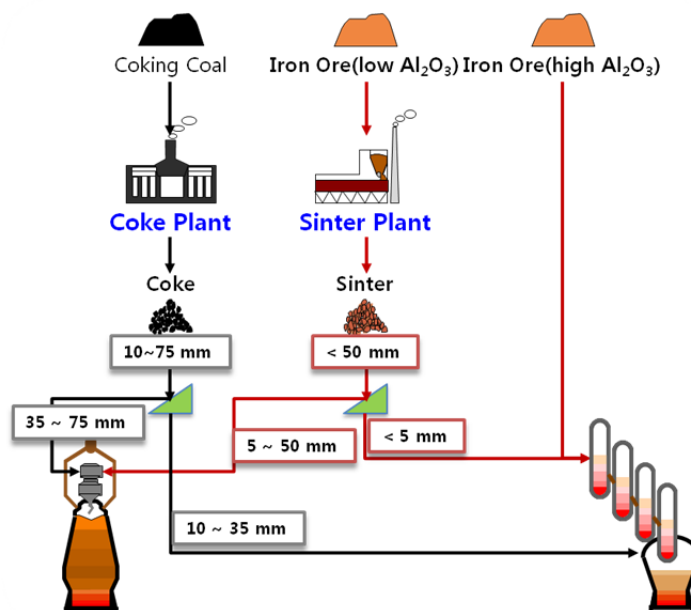 Coking Coal
Iron Ore(low Al₂O₃)
Iron Ore(high Al₂O₃)
Coke Plant
Sinter Plant
Coke
Sinter
10~75 mm
< 50 mm
35 ~ 75 mm
5 ~ 50 mm
< 5 mm
10 ~ 35 mm